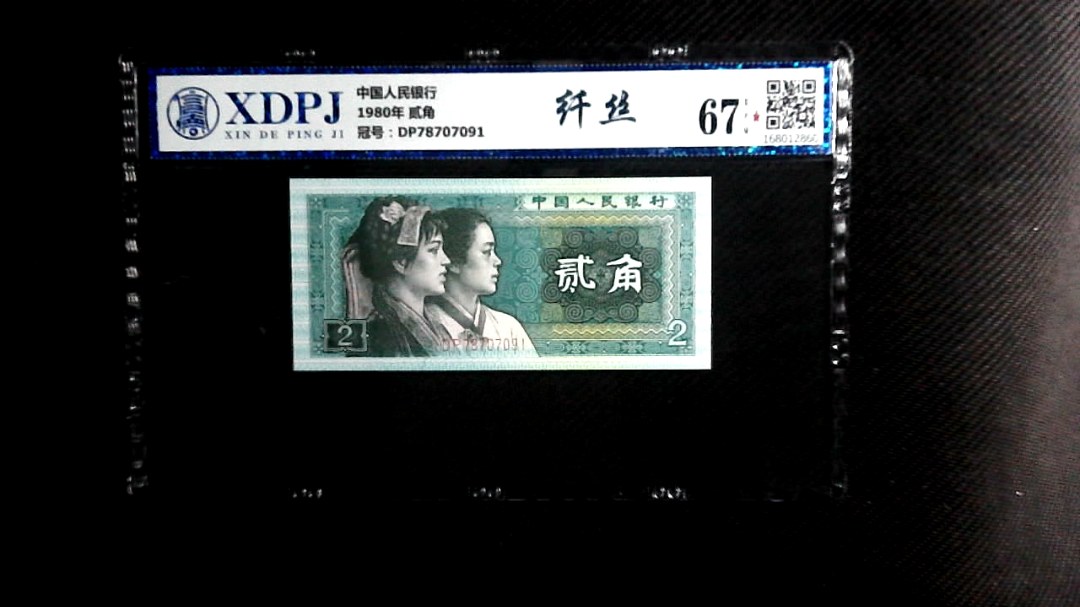 XDPJ
XIN DE PING JI
中国人民银行
1980年 贰角
冠号：DP78707091
纤丝
67
中国人民银行
贰角
2
2
DP78707091